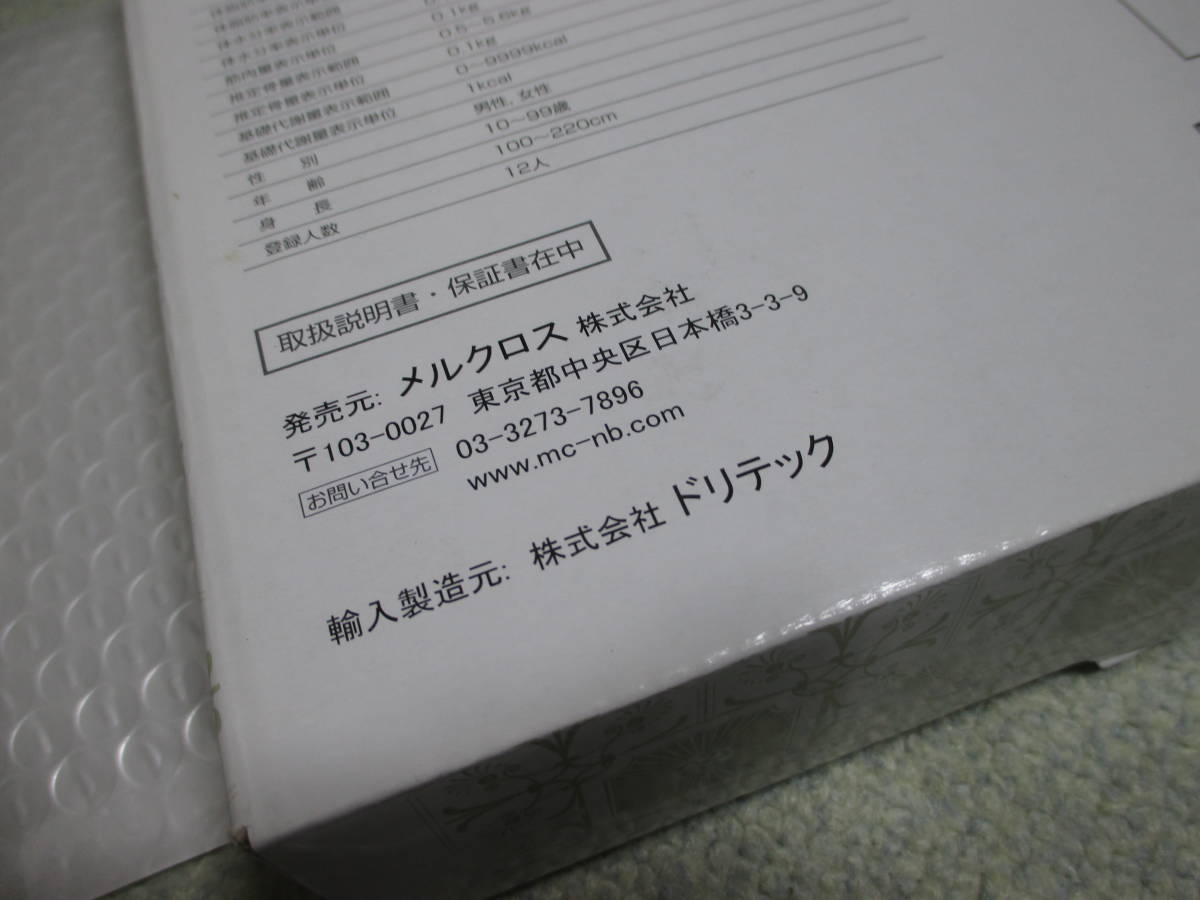 体水分率表示単位 0.1kg
筋肉量表示単位
推定骨量表示範囲 0.5~5.6kg
推定骨量表示単位 0.1kg
基礎代謝量表示範囲 0~9999kcal
基礎代謝量表示単位 1kcal
性 別 男性, 女性
年 齢 10~99歳
身 長 100~220cm
登録人数 12人
取扱説明書・保証書在中
発売元: メルクロス 株式会社
〒103-0027 東京都中央区日本橋3-3-9
お問い合せ先 03-3273-7896
www.mc-nb.com
輸入製造元: 株式会社 ドリテック